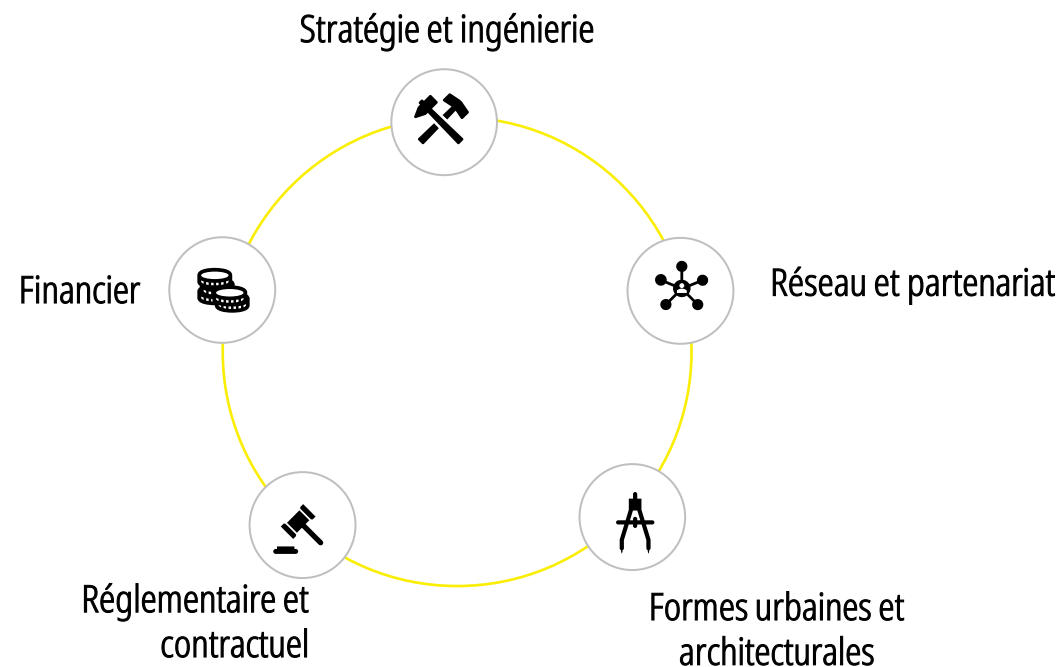 Stratégie et ingénierie
Financier
Réseau et partenariat
Réglementaire et
contractuel
Formes urbaines et
architecturales